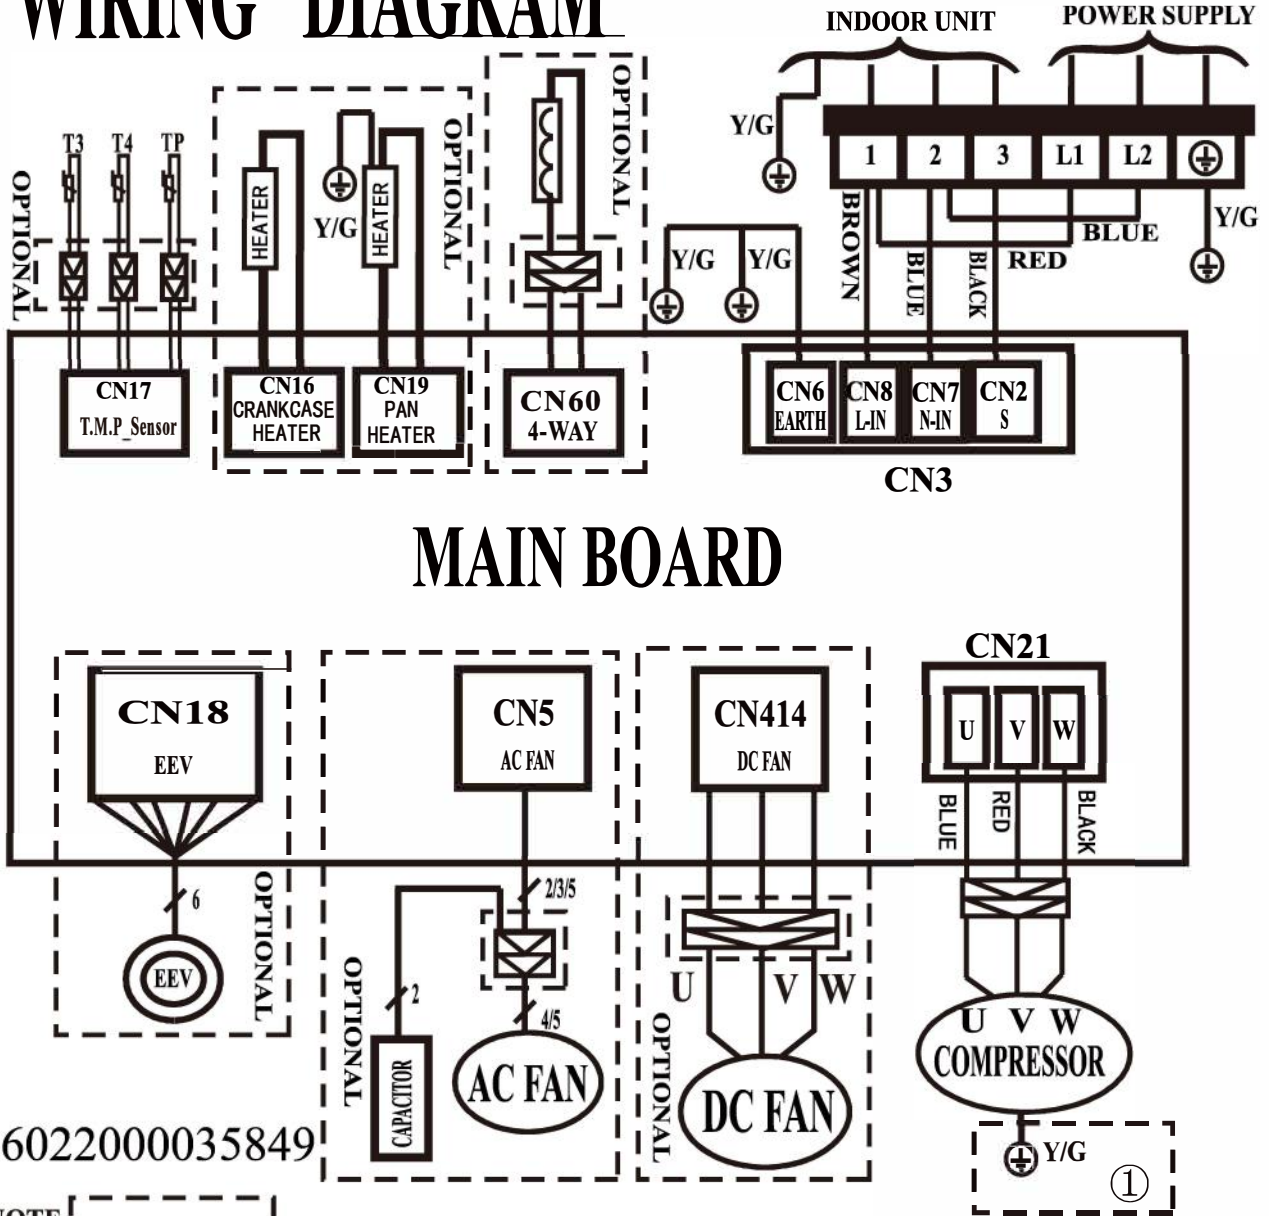 WIRING DIAGRAM
INDOOR UNIT
POWER SUPPLY
Y/G
1
2
3
L1
L2
Y/G
BROWN
BLUE
BLACK
RED
BLUE
T3
T4
TP
OPTIONAL
HEATER
Y/G
HEATER
OPTIONAL
OPTIONAL
Y/G
Y/G
CN17
T.M.P_Sensor
CN16
CRANKCASE
HEATER
CN19
PAN
HEATER
CN60
4-WAY
CN6
EARTH
CN8
L-IN
CN7
N-IN
CN2
S
CN3
MAIN BOARD
CN18
EEV
6
EEV
OPTIONAL
CN5
AC FAN
2/3/5
2
4/5
OPTIONAL
CAPACITOR
AC FAN
CN414
DC FAN
U
V
W
OPTIONAL
DC FAN
CN21
U
V
W
BLUE
RED
BLACK
U V W
COMPRESSOR
Y/G
①
6022000035849